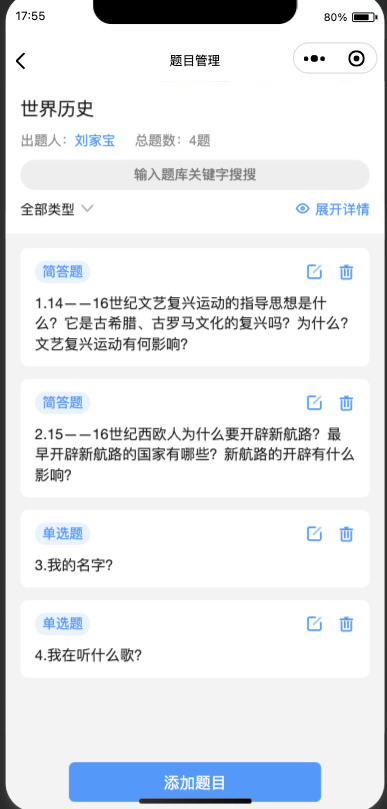 17:55
80%
题目管理
世界历史
出题人：刘家宝 总题数：4题
输入题库关键字搜搜
全部类型 展开详情
简答题
1.14——16世纪文艺复兴运动的指导思想是什
么？它是古希腊、古罗马文化的复兴吗？为什么？
文艺复兴运动有何影响？
简答题
2.15——16世纪西欧人为什么要开辟新航路？最
早开辟新航路的国家有哪些？新航路的开辟有什么
影响？
单选题
3.我的名字？
单选题
4.我在听什么歌？
添加题目